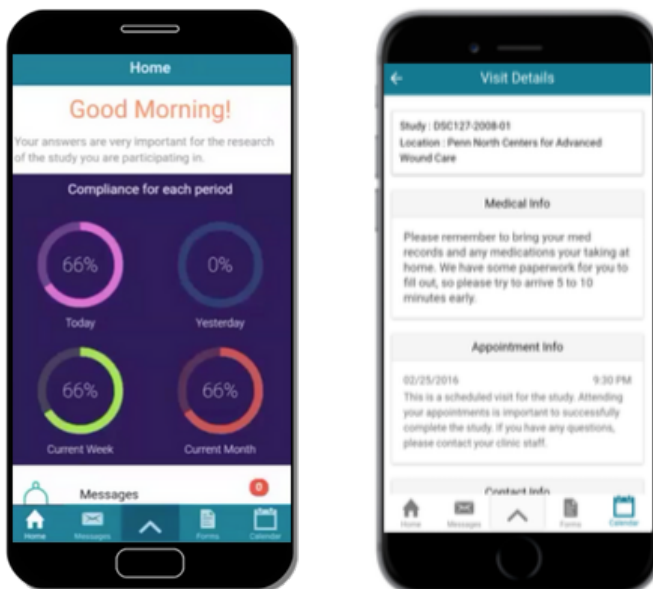 Home
Good Morning!
Your answers are very important for the research
of the study you are participating in.
Compliance for each period
66%
0%
Today
Yesterday
66%
66%
Current Week
Current Month
Messages
0
Home
Messages
Forms
Calendar
Visit Details
Study : DSC127-2008-01
Location : Penn North Centers for Advanced
Wound Care
Medical Info
Please remember to bring your med
records and any medications your taking at
home. We have some paperwork for you to
fill out, so please try to arrive 5 to 10
minutes early.
Appointment Info
02/25/2016
9:30 PM
This is a scheduled visit for the study. Attending
your appointments is important to successfully
complete the study. If you have any questions,
please contact your clinic staff.
Contact Info
Home
Messages
Forms
Calendar